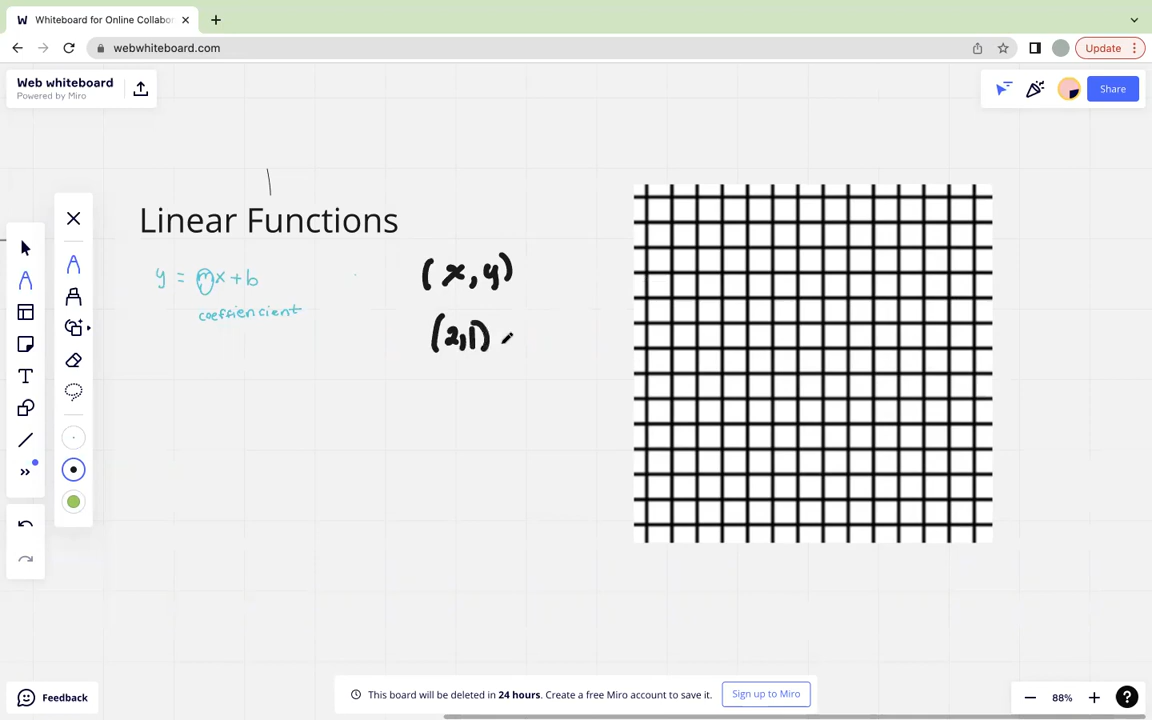 Whiteboard for Online Collabo
webwhiteboard.com
Update
Web whiteboard
Powered by Miro
Share
Linear Functions
y = mx + b
coeffiencient
(x, y)
(2,1)
T
This board will be deleted in 24 hours. Create a free Miro account to save it.
Sign up to Miro
Feedback
88%
?